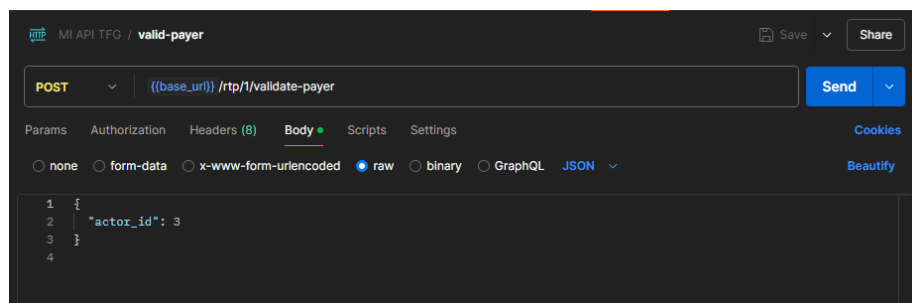 HTTP MI API TFG / valid-payer Save Share
POST {{base_url}} /rtp/1/validate-payer Send
Params Authorization Headers (8) Body Scripts Settings Cookies
none form-data x-www-form-urlencoded raw binary GraphQL JSON Beautify
1 {
2 "actor_id": 3
3 }
4